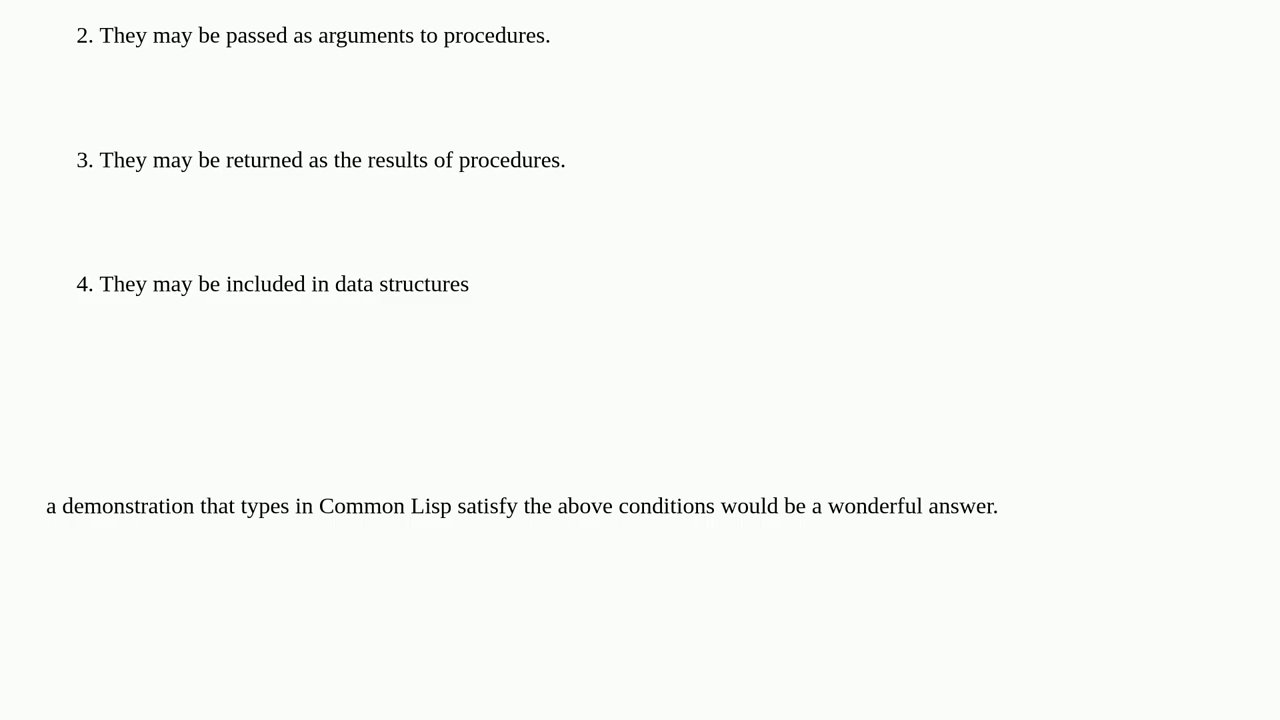 2. They may be passed as arguments to procedures.
3. They may be returned as the results of procedures.
4. They may be included in data structures
a demonstration that types in Common Lisp satisfy the above conditions would be a wonderful answer.